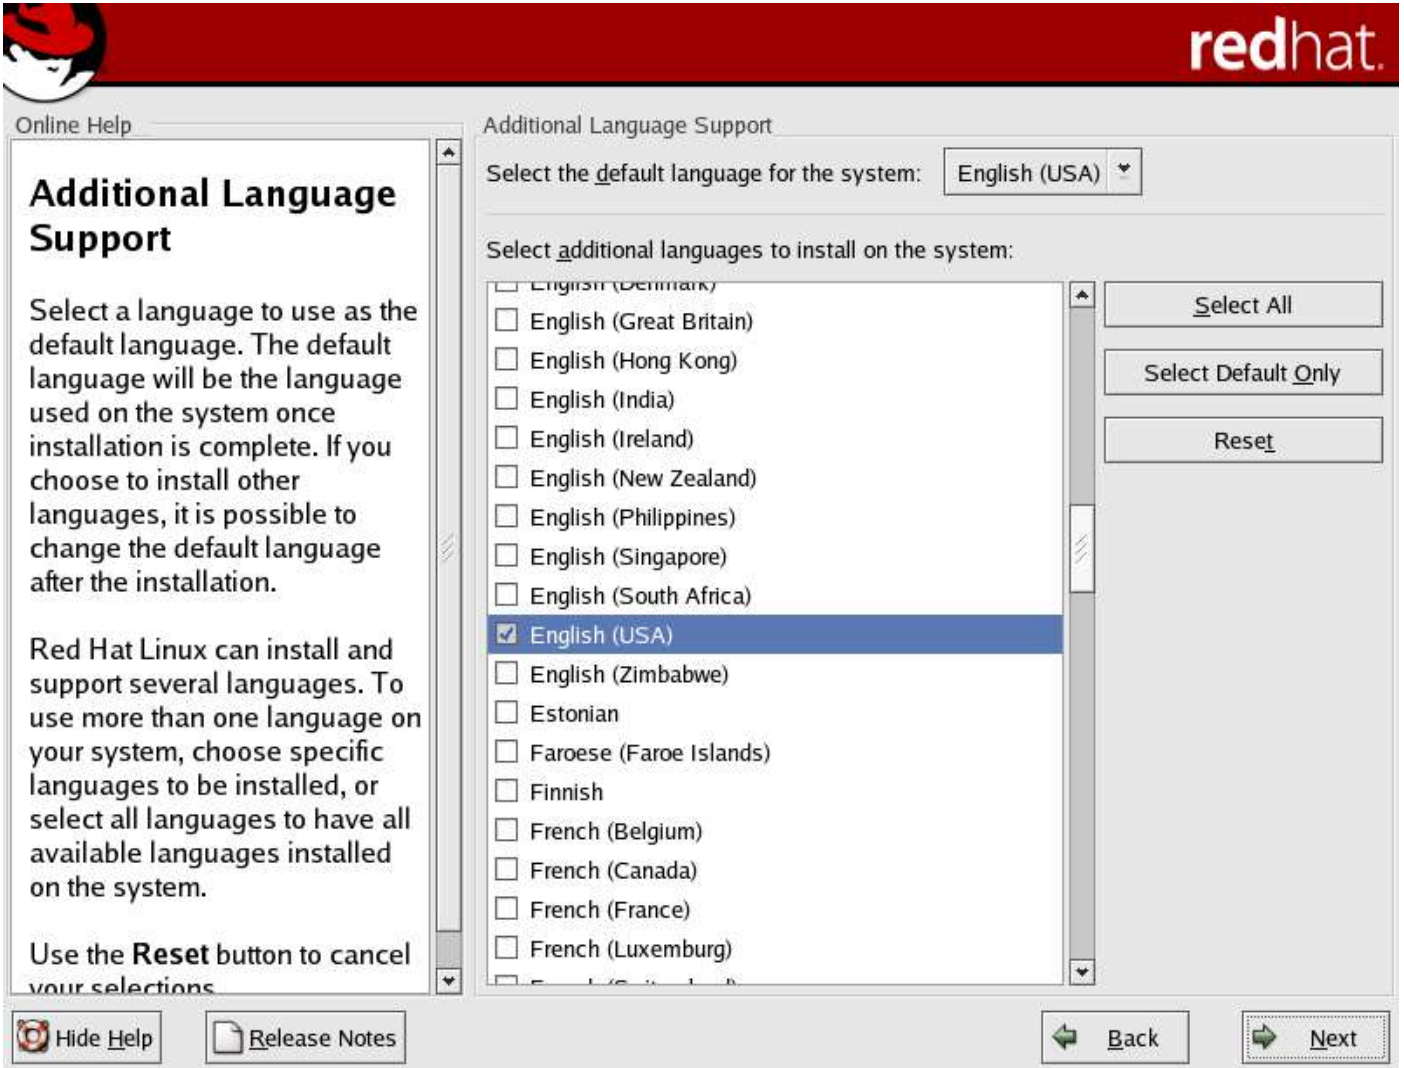 redhat.
Online Help
Additional Language
Support
Select a language to use as the
default language. The default
language will be the language
used on the system once
installation is complete. If you
choose to install other
languages, it is possible to
change the default language
after the installation.
Red Hat Linux can install and
support several languages. To
use more than one language on
your system, choose specific
languages to be installed, or
select all languages to have all
available languages installed
on the system.
Use the Reset button to cancel
your selections.
Additional Language Support
Select the default language for the system: English (USA)
Select additional languages to install on the system:
English (Denmark)
English (Great Britain)
English (Hong Kong)
English (India)
English (Ireland)
English (New Zealand)
English (Philippines)
English (Singapore)
English (South Africa)
English (USA)
English (Zimbabwe)
Estonian
Faroese (Faroe Islands)
Finnish
French (Belgium)
French (Canada)
French (France)
French (Luxemburg)
Select All
Select Default Only
Reset
Hide Help
Release Notes
Back
Next